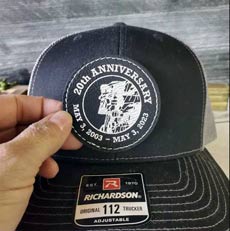 20th ANNIVERSARY
MAY 3, 2003 – MAY 3, 2023
EST. R 1970
RICHARDSON®
ORIGINAL 112 TRUCKER
ADJUSTABLE